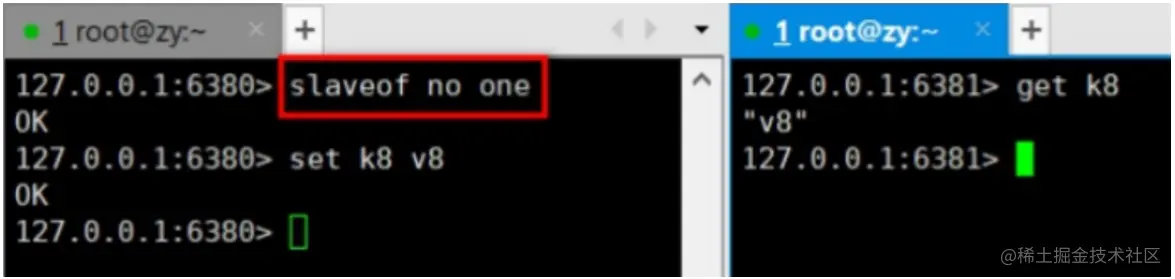 1 root@zy:~ × +
127.0.0.1:6380> slaveof no one
OK
127.0.0.1:6380> set k8 v8
OK
127.0.0.1:6380>
1 root@zy:~ × +
127.0.0.1:6381> get k8
"v8"
127.0.0.1:6381>
@稀土掘金技术社区